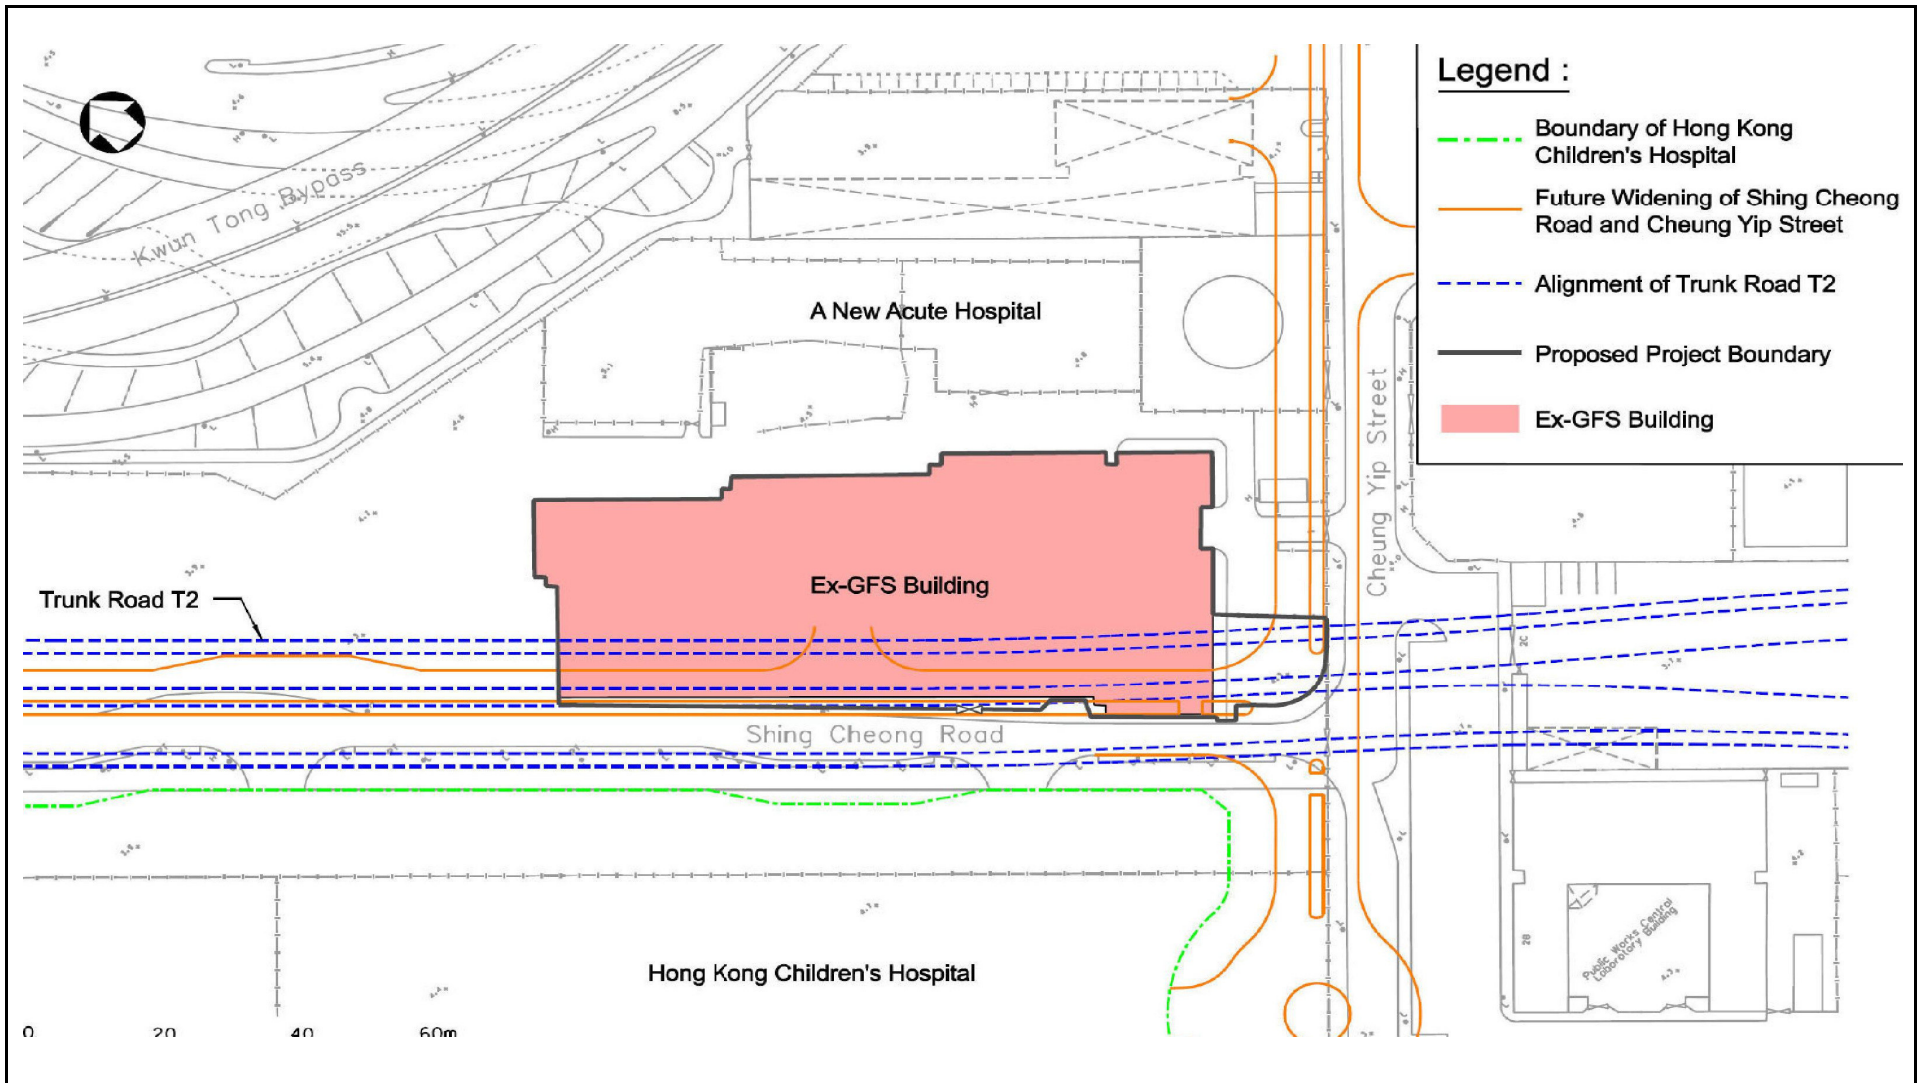 Legend :
Boundary of Hong Kong
Children's Hospital
Future Widening of Shing Cheong
Road and Cheung Yip Street
Alignment of Trunk Road T2
Proposed Project Boundary
Ex-GFS Building
Kwun Tong Bypass
A New Acute Hospital
Cheung Yip Street
Ex-GFS Building
Trunk Road T2
Shing Cheong Road
Hong Kong Children's Hospital
Public Works Central
Laboratory Building
2C
2B
0 20 40 60m